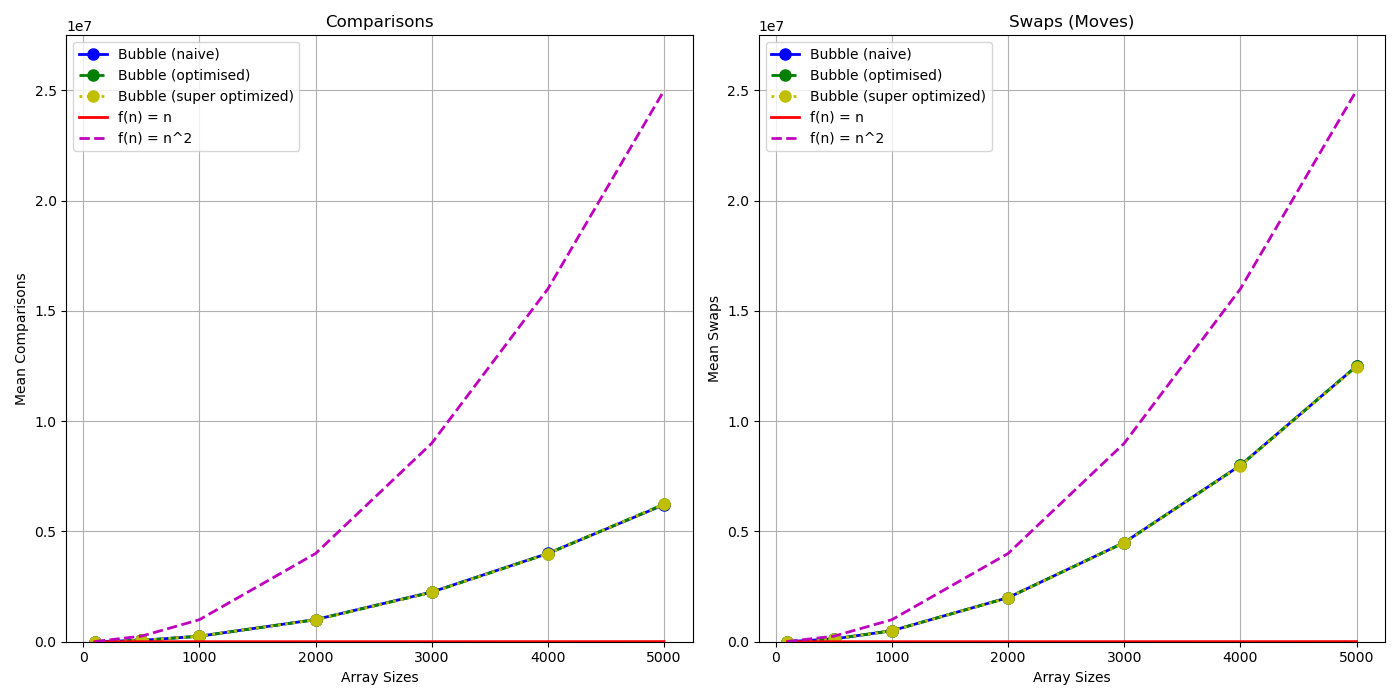 Comparisons
1e7
Bubble (naive)
Bubble (optimised)
Bubble (super optimized)
f(n) = n
f(n) = n^2
2.5
2.0
1.5
1.0
0.5
0.0
Mean Comparisons
0 1000 2000 3000 4000 5000
Array Sizes
Swaps (Moves)
1e7
Bubble (naive)
Bubble (optimised)
Bubble (super optimized)
f(n) = n
f(n) = n^2
2.5
2.0
1.5
1.0
0.5
0.0
Mean Swaps
0 1000 2000 3000 4000 5000
Array Sizes